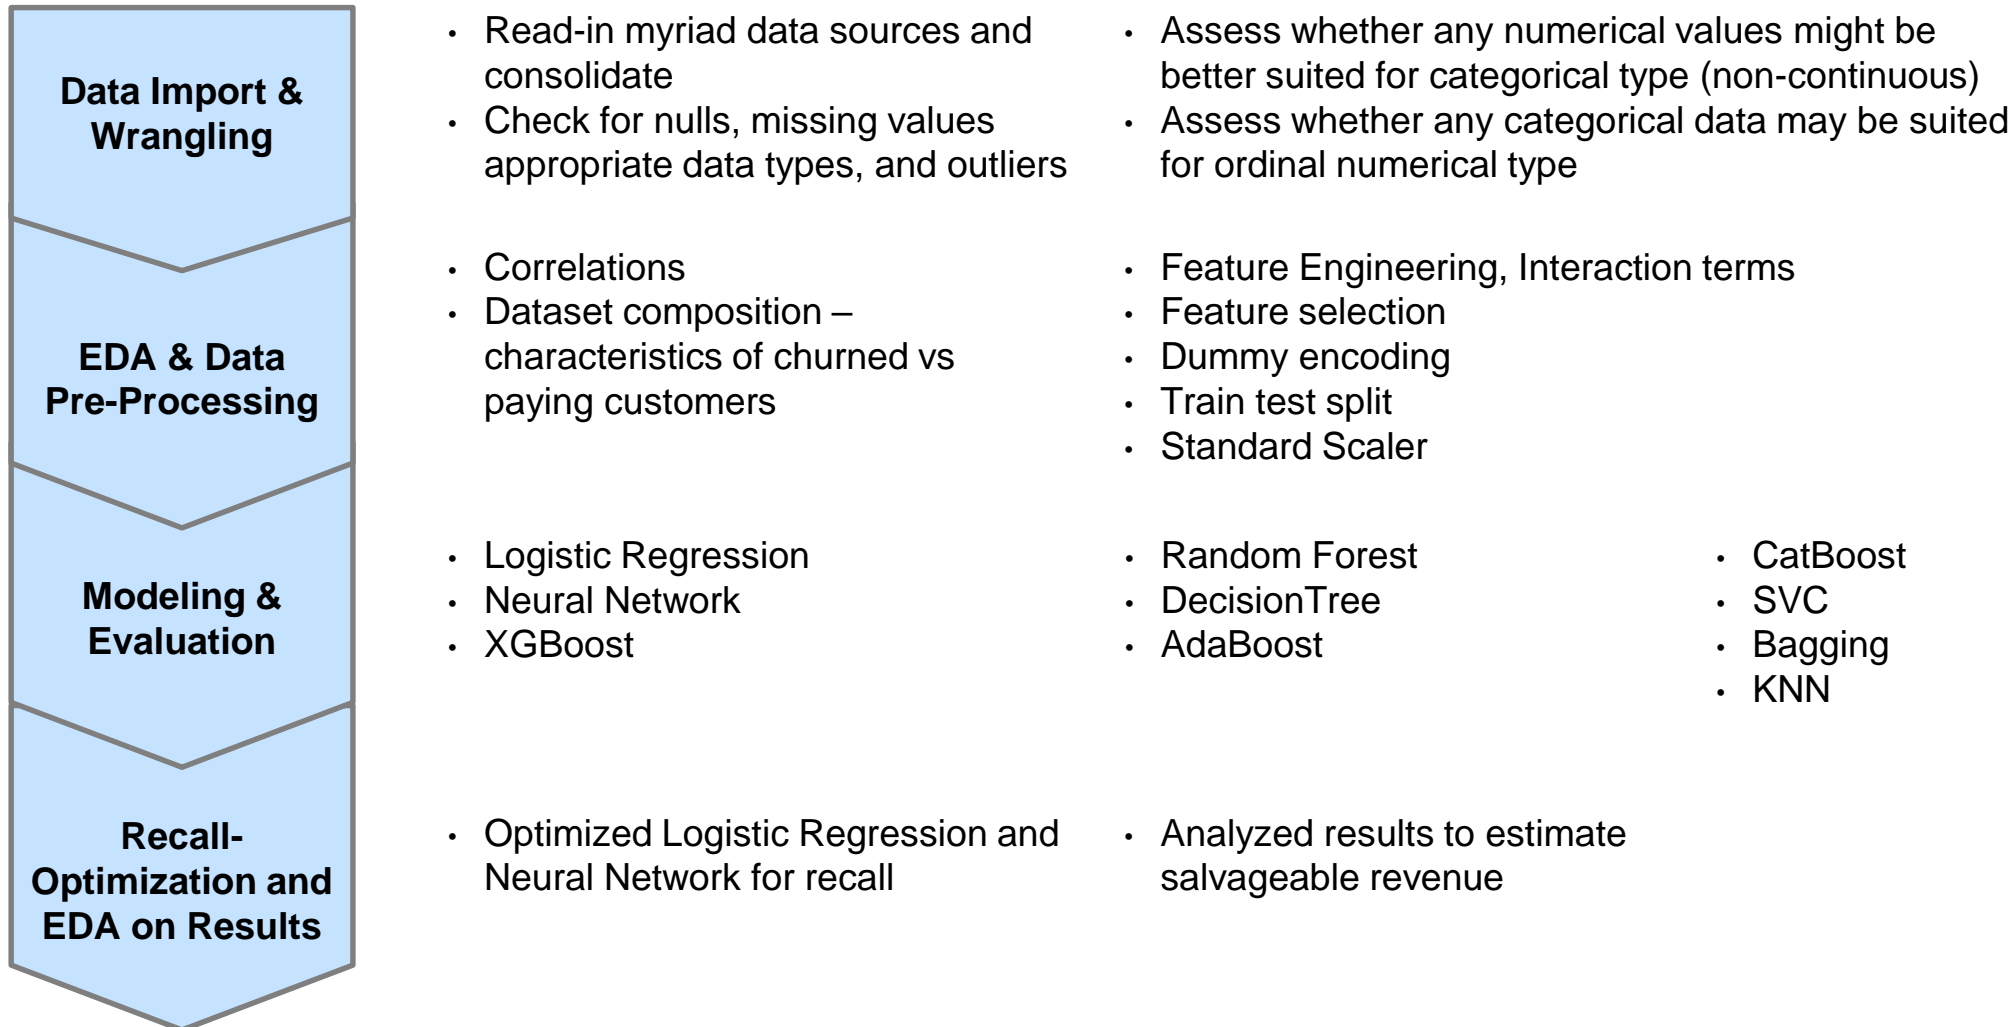 Data Import &
Wrangling
• Read-in myriad data sources and
consolidate
• Check for nulls, missing values
appropriate data types, and outliers
• Assess whether any numerical values might be
better suited for categorical type (non-continuous)
• Assess whether any categorical data may be suited
for ordinal numerical type
EDA & Data
Pre-Processing
• Correlations
• Dataset composition –
characteristics of churned vs
paying customers
• Feature Engineering, Interaction terms
• Feature selection
• Dummy encoding
• Train test split
• Standard Scaler
Modeling &
Evaluation
• Logistic Regression
• Neural Network
• XGBoost
• Random Forest
• DecisionTree
• AdaBoost
• CatBoost
• SVC
• Bagging
• KNN
Recall-
Optimization and
EDA on Results
• Optimized Logistic Regression and
Neural Network for recall
• Analyzed results to estimate
salvageable revenue